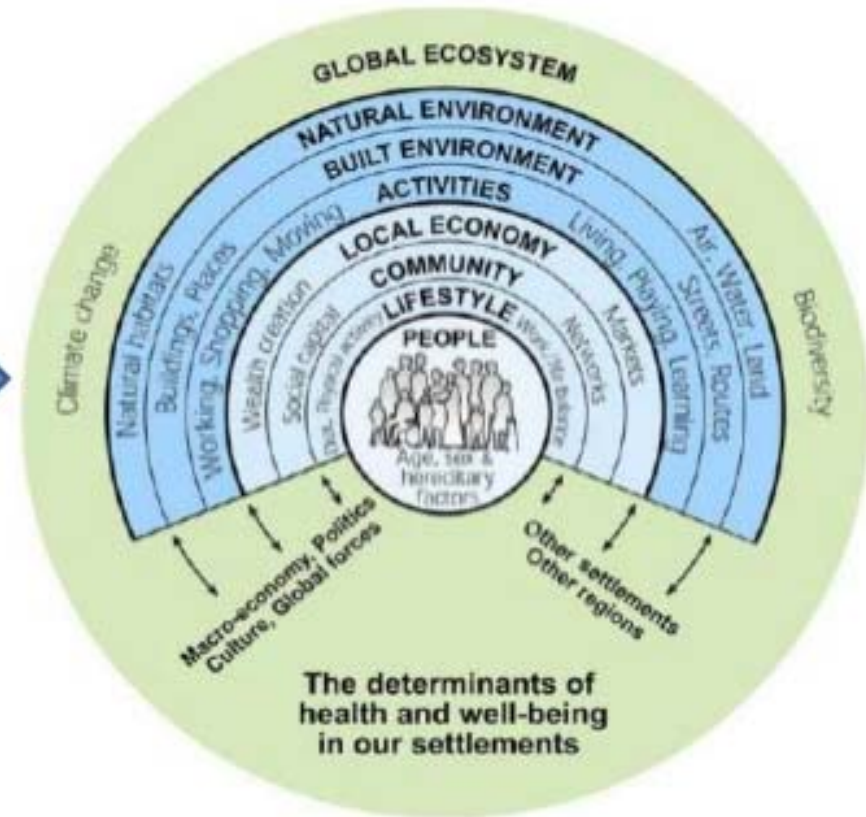 GLOBAL ECOSYSTEM
NATURAL ENVIRONMENT
BUILT ENVIRONMENT
ACTIVITIES
LOCAL ECONOMY
COMMUNITY
LIFESTYLE
PEOPLE
Age, sex &
hereditary
factors
Climate change
Natural habitats
Buildings, Places
Working, Shopping, Moving
Wealth creation
Social capital
Diet, Physical activity
Work/life balance
Networks
Markets
Living, Playing, Learning
Streets, Routes
Air, Water, Land
Biodiversity
Macro-economy, Politics
Culture, Global forces
Other settlements
Other regions
The determinants of
health and well-being
in our settlements